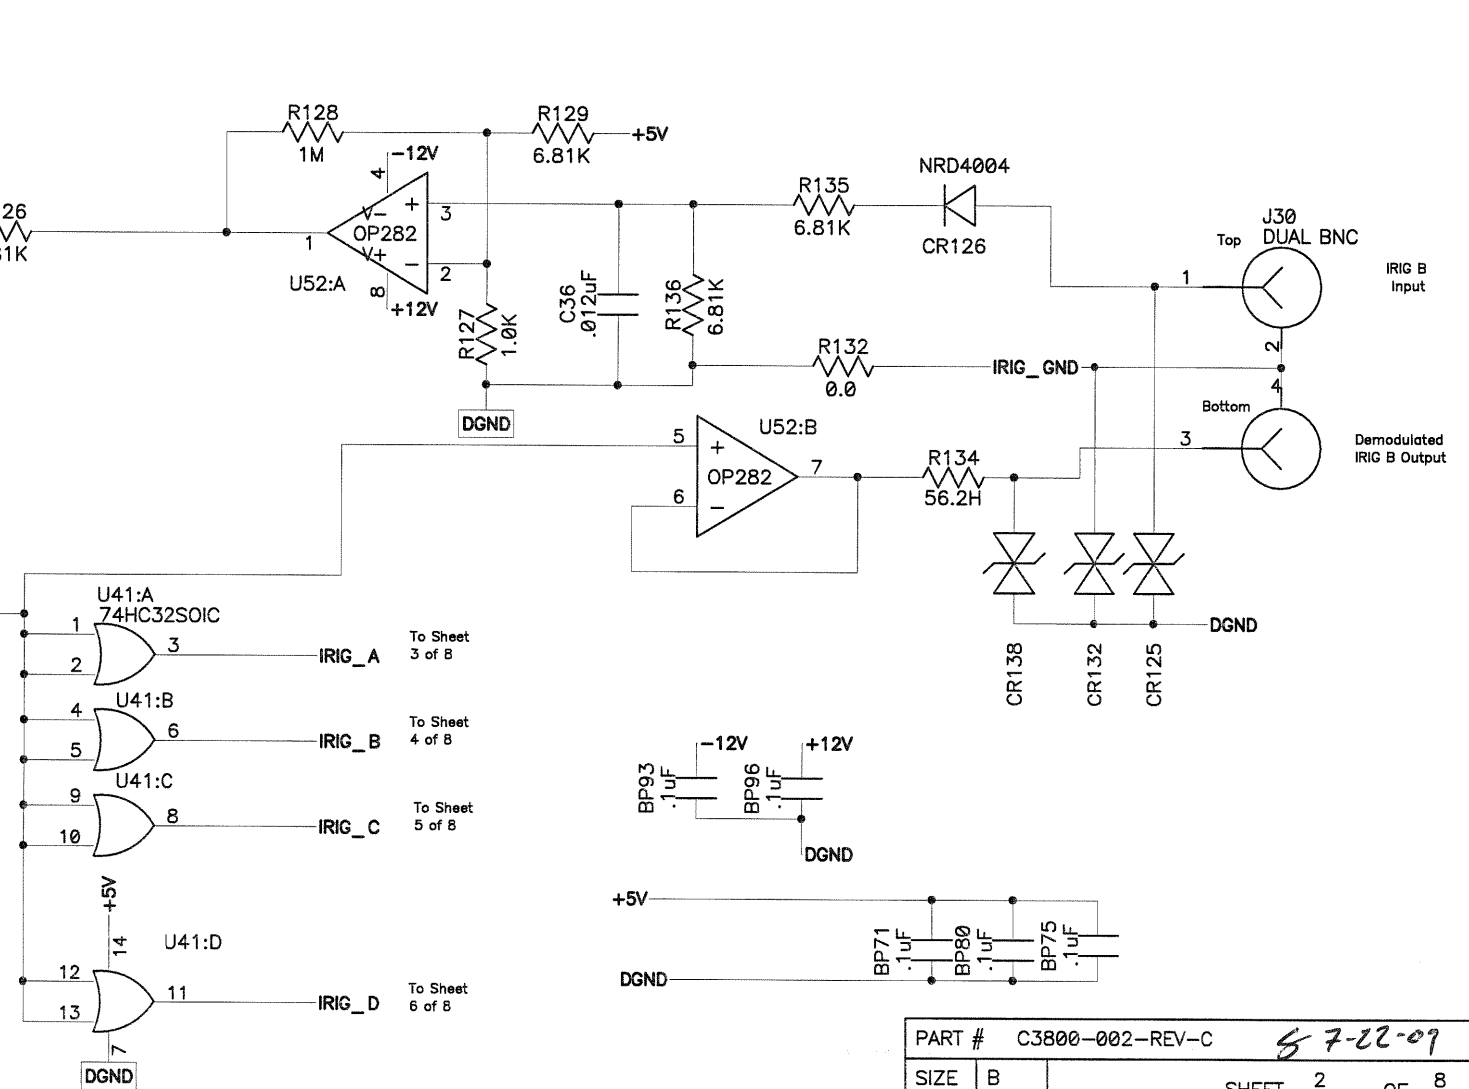 R128
1M
R129
6.81K
+5V
-12V
4
NRD4004
R135
6.81K
CR126
J30
DUAL BNC
Top
IRIG B
Input
1
2
26
1K
V-
+
3
OP282
V+
-
2
1
U52:A
8
+12V
R127
1.0K
C36
.012uF
R136
6.81K
R132
0.0
IRIG_GND
4
Bottom
DGND
U52:B
5
+
OP282
7
6
-
R134
56.2H
3
Demodulated
IRIG B Output
DGND
CR138
CR132
CR125
U41:A
74HC32SOIC
1
2
3
IRIG_A
To Sheet
3 of 8
U41:B
4
5
6
IRIG_B
To Sheet
4 of 8
U41:C
9
10
8
IRIG_C
To Sheet
5 of 8
-12V
+12V
BP93
.1uF
BP96
.1uF
DGND
+5V
14
U41:D
12
13
11
IRIG_D
To Sheet
6 of 8
7
DGND
+5V
BP71
.1uF
BP80
.1uF
BP75
.1uF
DGND
PART # C3800-002-REV-C
7-22-09
SIZE B
SHEET 2 OF 8